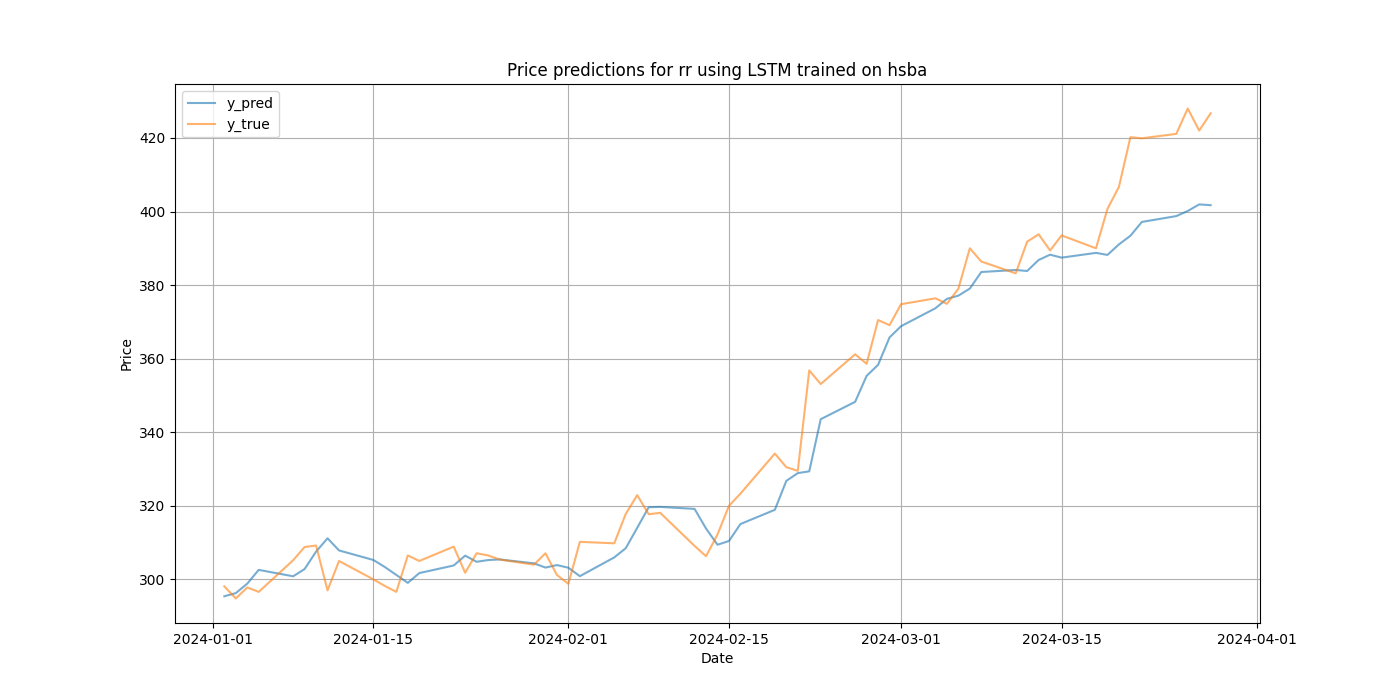 Price predictions for rr using LSTM trained on hsba
y_pred
y_true
420
400
380
360
340
320
300
Price
2024-01-01
2024-01-15
2024-02-01
2024-02-15
2024-03-01
2024-03-15
2024-04-01
Date